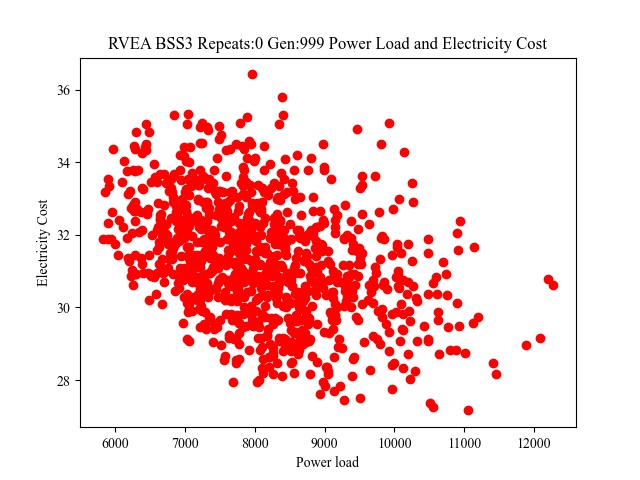 RVEA BSS3 Repeats:0 Gen:999 Power Load and Electricity Cost
36
34
32
30
28
Electricity Cost
6000 7000 8000 9000 10000 11000 12000
Power load